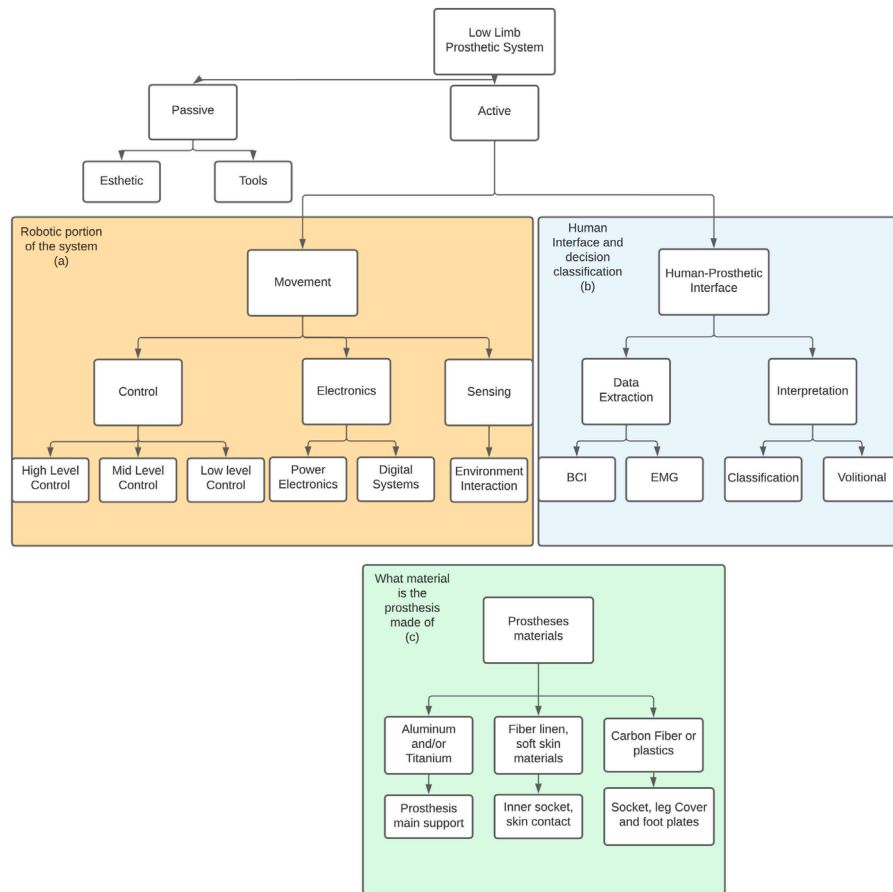 Low Limb
Prosthetic System
Passive
Active
Esthetic
Tools
Robotic portion
of the system
(a)
Movement
Control
Electronics
Sensing
High Level
Control
Mid Level
Control
Low level
Control
Power
Electronics
Digital
Systems
Environment
Interaction
Human
Interface and
decision
classification
(b)
Human-Prosthetic
Interface
Data
Extraction
Interpretation
BCI
EMG
Classification
Volitional
What material
is the
prosthesis
made of
(c)
Prostheses
materials
Aluminum
and/or
Titanium
Fiber linen,
soft skin
materials
Carbon Fiber or
plastics
Prosthesis
main support
Inner socket,
skin contact
Socket, leg Cover
and foot plates